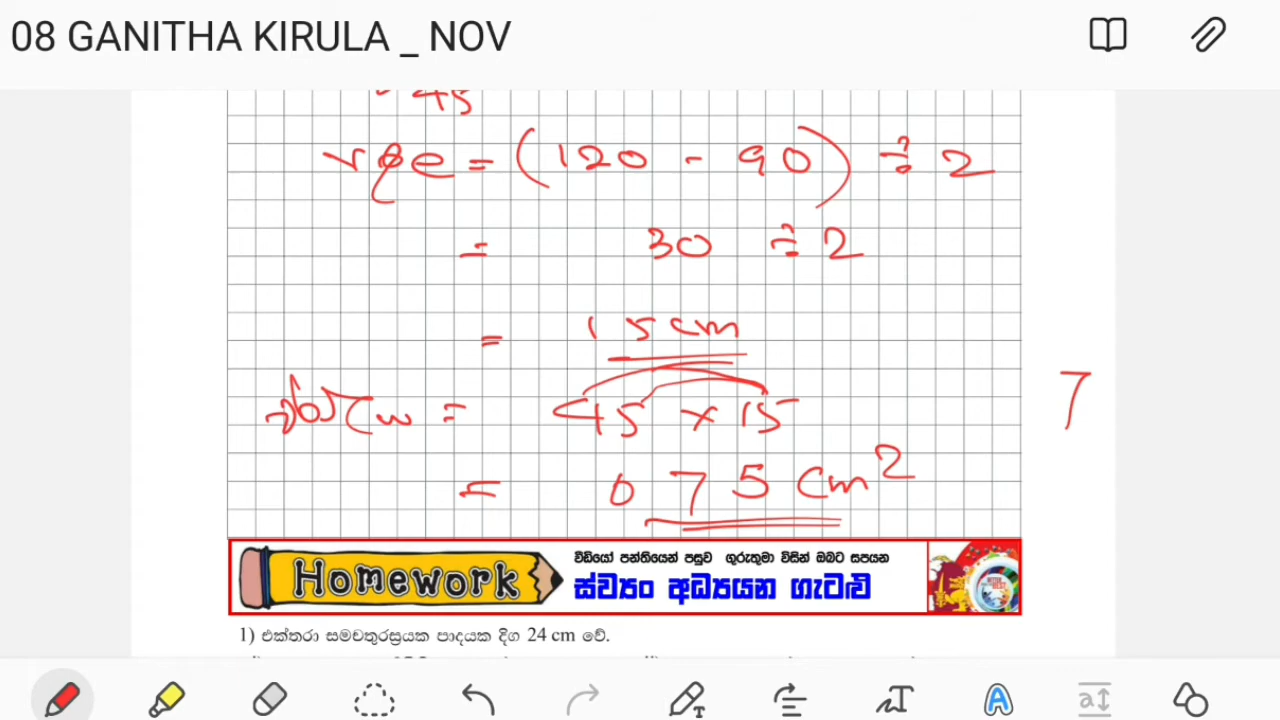 08 GANITHA KIRULA _ NOV
45
පළල = (120 - 90) ÷ 2
= 30 ÷ 2
= 15 cm
= 45 × 15
= 675 cm²
7
Homework
වීඩියෝ පන්තියෙන් පසුව ගුරුතුමා විසින් ඔබට සපයන
ස්වයං අධ්‍යයන ගැටළු
1) එක්තරා සමචතුරස්‍රයක පාදයක දිග 24 cm වේ.
T
T
A
a